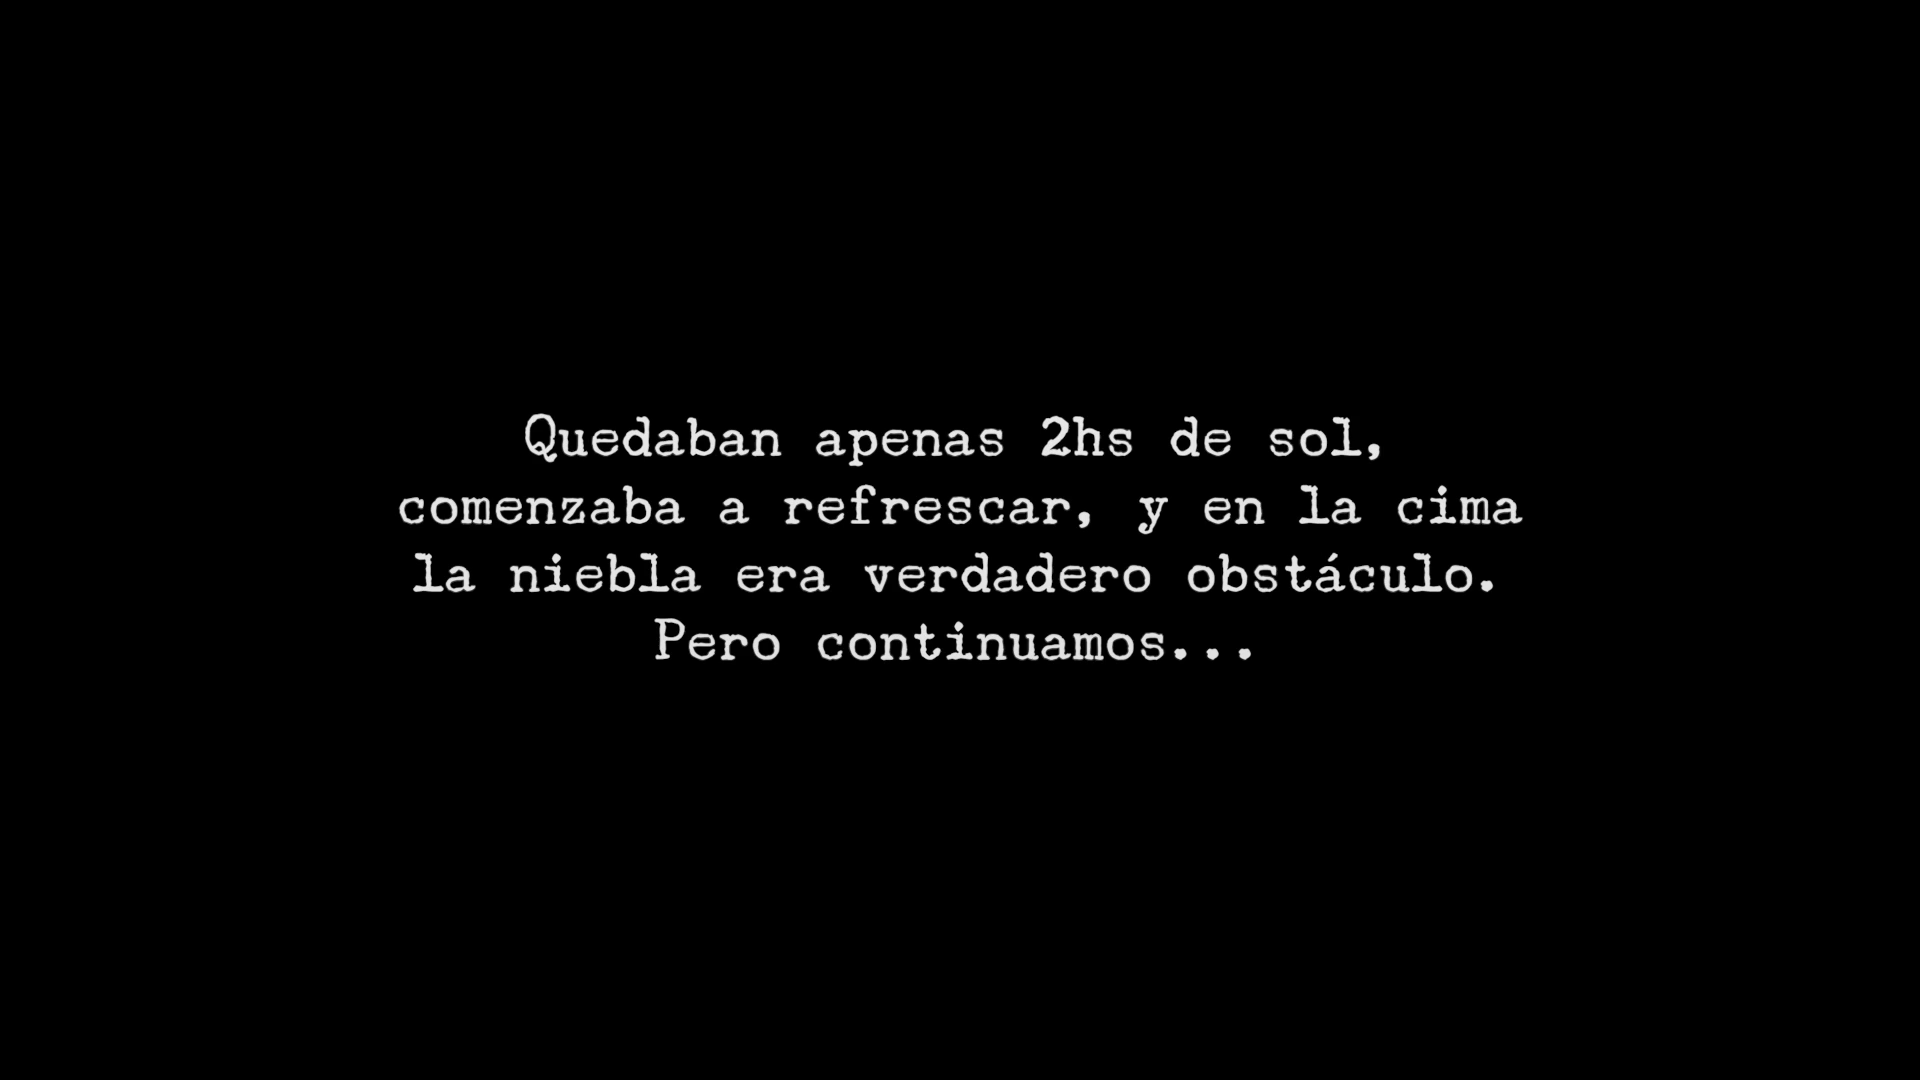 Quedaban apenas 2hs de sol,
comenzaba a refrescar, y en la cima
la niebla era verdadero obstáculo.
Pero continuamos...